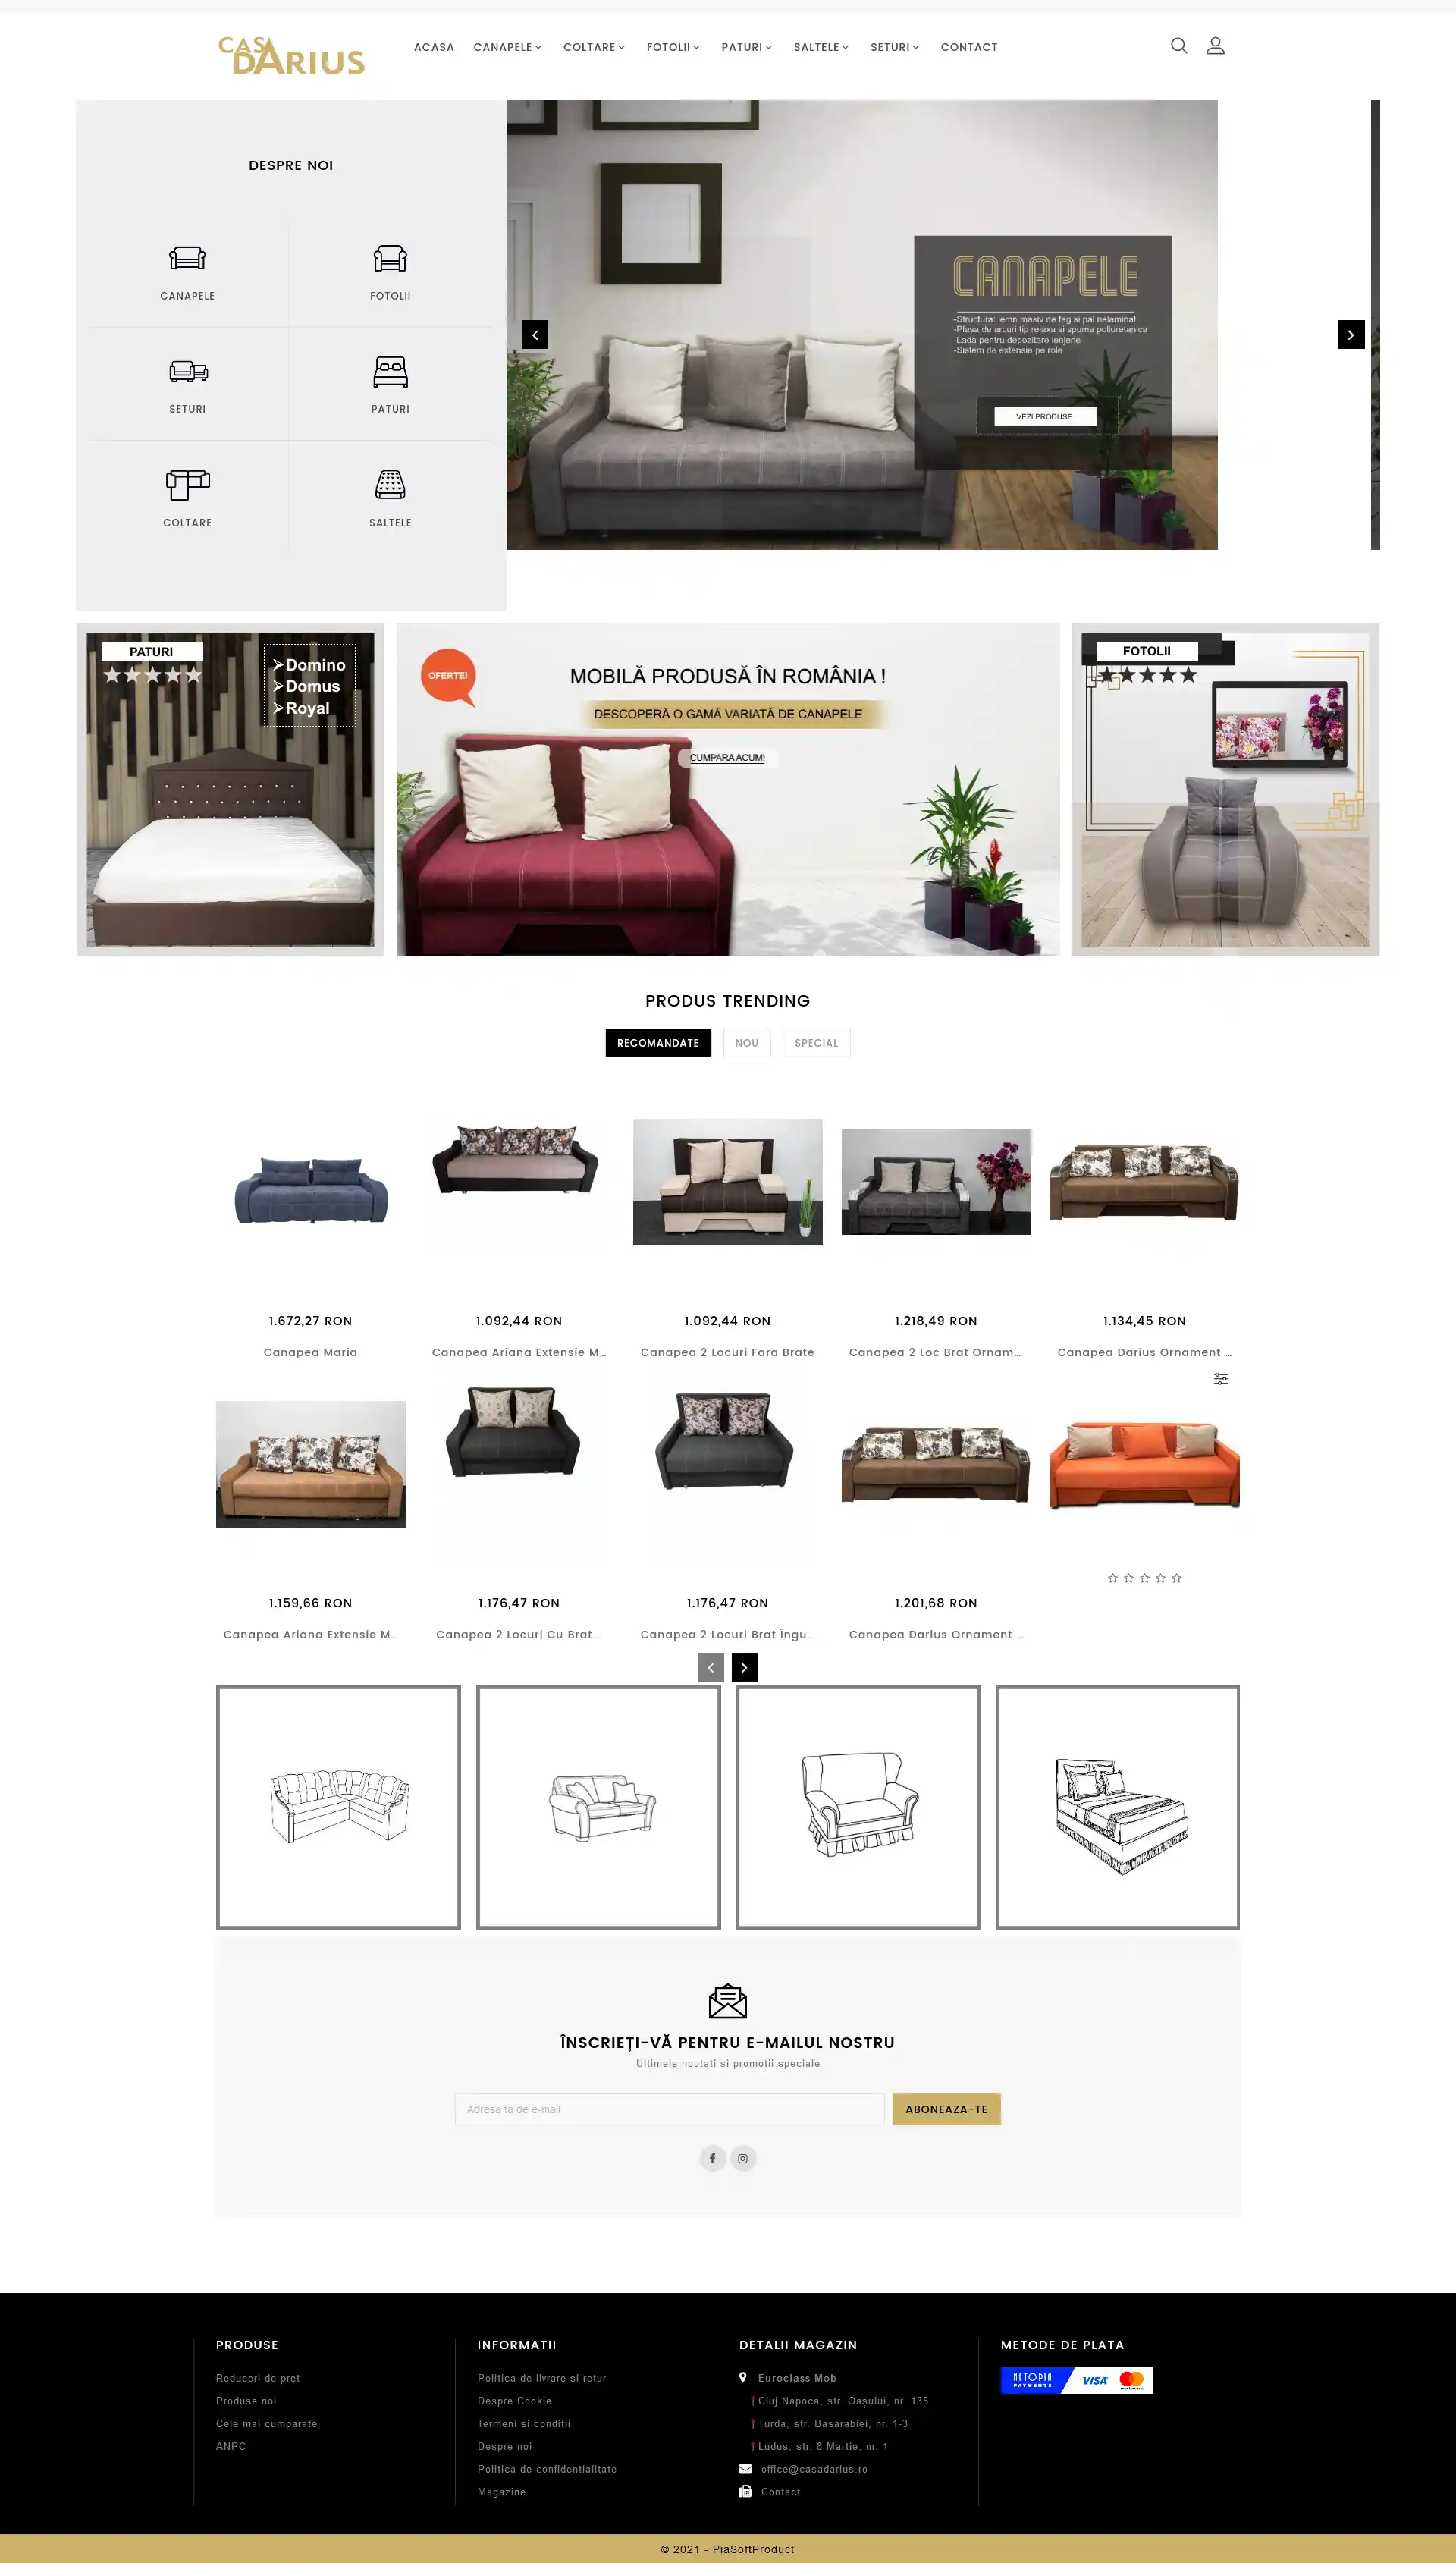 CASA DARIUS
ACASA CANAPELE COLTARE FOTOLII PATURI SALTELE SETURI CONTACT
DESPRE NOI
CANAPELE
FOTOLII
SETURI
PATURI
COLTARE
SALTELE
CANAPELE
-Structura: lemn masiv de fag si pal nelaminat
-Plasa de arcuri tip relaxa si spuma poliuretanica
-Lada pentru depozitare lenjerie
-Sistem de extensie pe role
VEZI PRODUSE
PATURI
➢Domino
➢Domus
➢Royal
OFERTE!
MOBILĂ PRODUSĂ ÎN ROMÂNIA !
DESCOPERĂ O GAMĂ VARIATĂ DE CANAPELE
CUMPARA ACUM!
FOTOLII
PRODUS TRENDING
RECOMANDATE NOU SPECIAL
1.672,27 RON
Canapea Maria
1.092,44 RON
Canapea Ariana Extensie M...
1.092,44 RON
Canapea 2 Locuri Fara Brate
1.218,49 RON
Canapea 2 Loc Brat Ornam...
1.134,45 RON
Canapea Darius Ornament ...
1.159,66 RON
Canapea Ariana Extensie M...
1.176,47 RON
Canapea 2 Locuri Cu Brat...
1.176,47 RON
Canapea 2 Locuri Brat Îngu...
1.201,68 RON
Canapea Darius Ornament ...
ÎNSCRIEȚI-VĂ PENTRU E-MAILUL NOSTRU
Ultimele noutati si promotii speciale
Adresa ta de e-mail
ABONEAZA-TE
PRODUSE
Reduceri de pret
Produse noi
Cele mai cumparate
ANPC
INFORMATII
Politica de livrare si retur
Despre Cookie
Termeni si conditii
Despre noi
Politica de confidentialitate
Magazine
DETALII MAGAZIN
Euroclass Mob
Cluj Napoca, str. Oașului, nr. 135
Turda, str. Basarabiei, nr. 1-3
Ludus, str. 8 Martie, nr. 1
office@casadarius.ro
Contact
METODE DE PLATA
NETOPIA
PAYMENTS
VISA
© 2021 - PiaSoftProduct